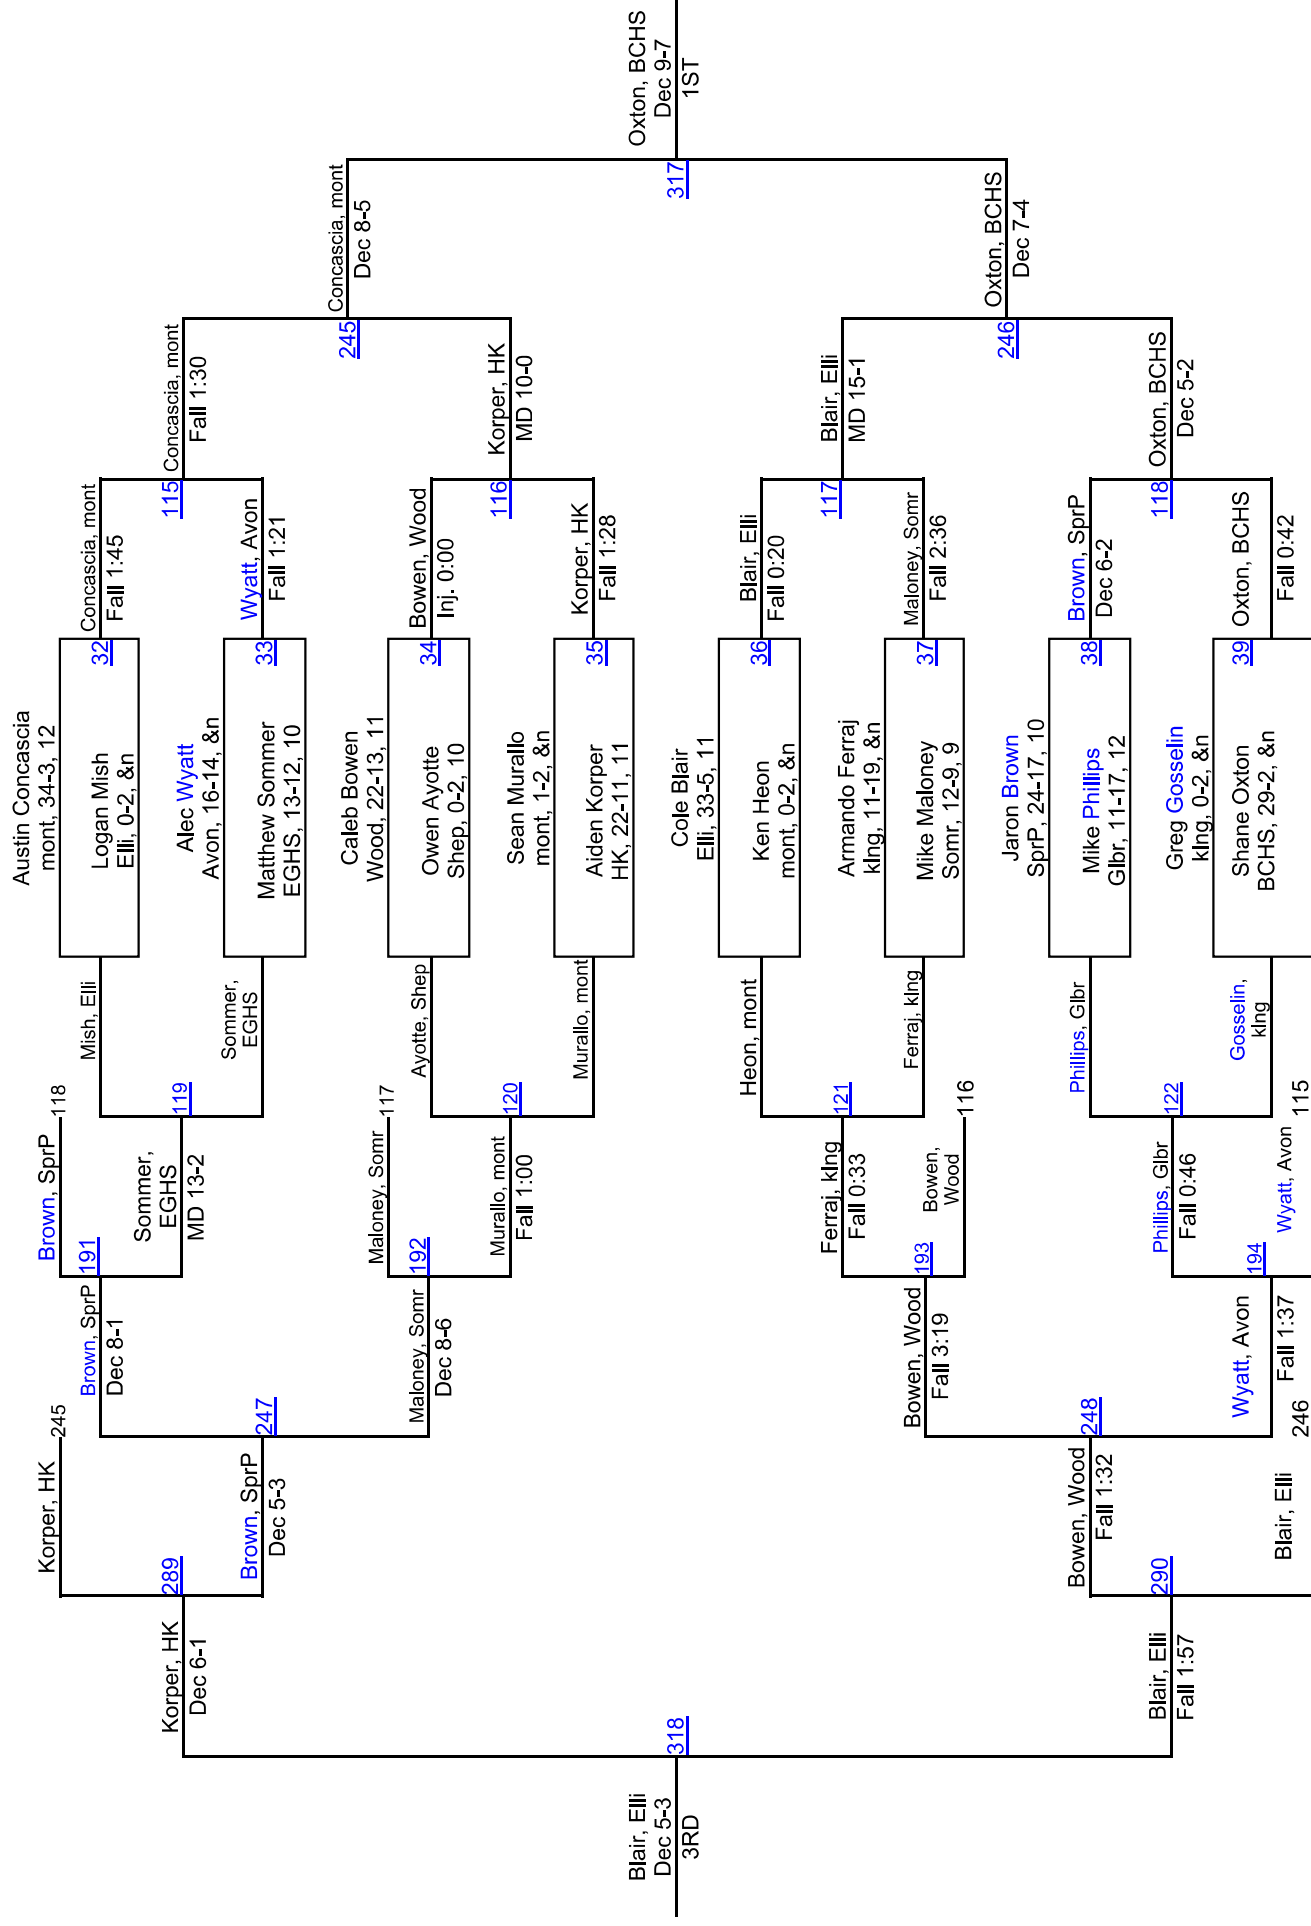 Austin Concascia
mont, 34-3, 12
32
Logan Mish
Elli, 0-2, &n
Alec Wyatt
Avon, 16-14, &n
33
Matthew Sommer
EGHS, 13-12, 10
Caleb Bowen
Wood, 22-13, 11
34
Owen Ayotte
Shep, 0-2, 10
Sean Murallo
mont, 1-2, &n
35
Aiden Korper
HK, 22-11, 11
Cole Blair
Elli, 33-5, 11
36
Ken Heon
mont, 0-2, &n
Armando Ferraj
king, 11-19, &n
37
Mike Maloney
Somr, 12-9, 9
Jaron Brown
SprP, 24-17, 10
38
Mike Phillips
Glbr, 11-17, 12
Greg Gosselin
king, 0-2, &n
39
Shane Oxton
BCHS, 29-2, &n
Concascia, mont
Fall 1:45
115
Wyatt, Avon
Fall 1:21
Bowen, Wood
Inj. 0:00
116
Korper, HK
Fall 1:28
Blair, Elli
Fall 0:20
117
Maloney, Somr
Fall 2:36
Brown, SprP
Dec 6-2
118
Oxton, BCHS
Fall 0:42
Concascia, mont
Fall 1:30
245
Korper, HK
MD 10-0
Blair, Elli
MD 15-1
246
Oxton, BCHS
Dec 5-2
Concascia, mont
Dec 8-5
317
Oxton, BCHS
Dec 7-4
Oxton, BCHS
Dec 9-7
1ST
Mish, Elli
119
Sommer,
EGHS
Ayotte, Shep
120
Murallo, mont
Heon, mont
121
Ferraj, king
Phillips, Glbr
122
Gosselin,
king
118
Brown, SprP
191
Sommer,
EGHS
MD 13-2
117
Maloney, Somr
192
Murallo, mont
Fall 1:00
Ferraj, king
Fall 0:33
193
116
Bowen,
Wood
Phillips, Glbr
Fall 0:46
194
115
Wyatt, Avon
Brown, SprP
Dec 8-1
247
Maloney, Somr
Dec 8-6
Bowen, Wood
Fall 3:19
248
Wyatt, Avon
Fall 1:37
245
Korper, HK
289
Brown, SprP
Dec 5-3
Bowen, Wood
Fall 1:32
290
246
Blair, Elli
Korper, HK
Dec 6-1
318
Blair, Elli
Fall 1:57
Blair, Elli
Dec 5-3
3RD